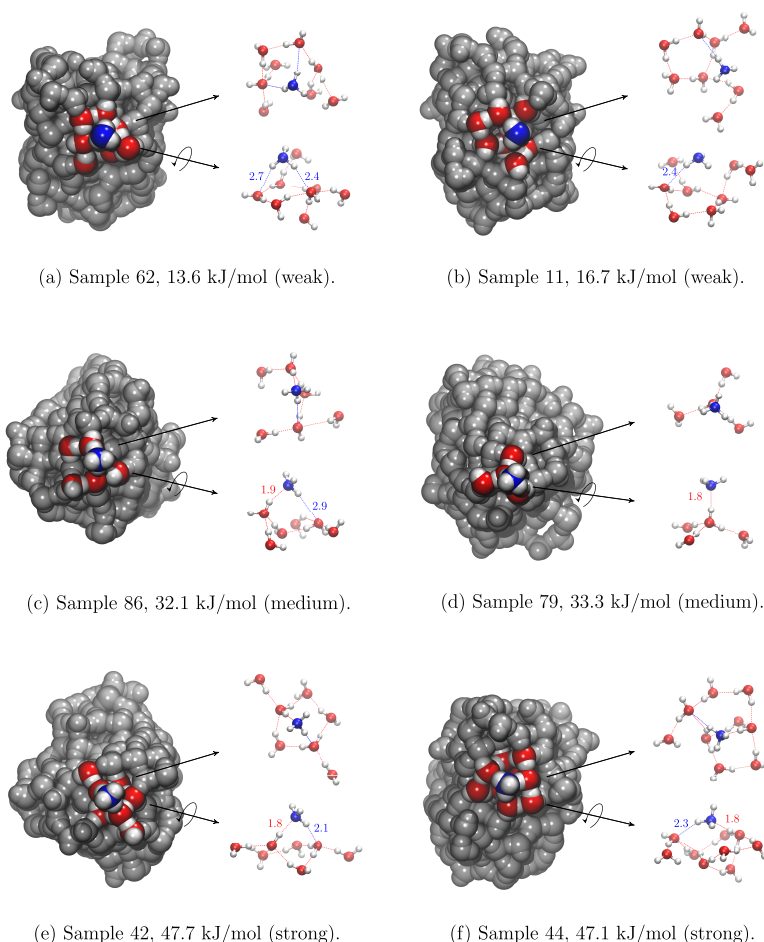 2.7
2.4
2.4
(a) Sample 62, 13.6 kJ/mol (weak).
(b) Sample 11, 16.7 kJ/mol (weak).
1.9
2.9
1.8
(c) Sample 86, 32.1 kJ/mol (medium).
(d) Sample 79, 33.3 kJ/mol (medium).
1.8
2.1
2.3
1.8
(e) Sample 42, 47.7 kJ/mol (strong).
(f) Sample 44, 47.1 kJ/mol (strong).